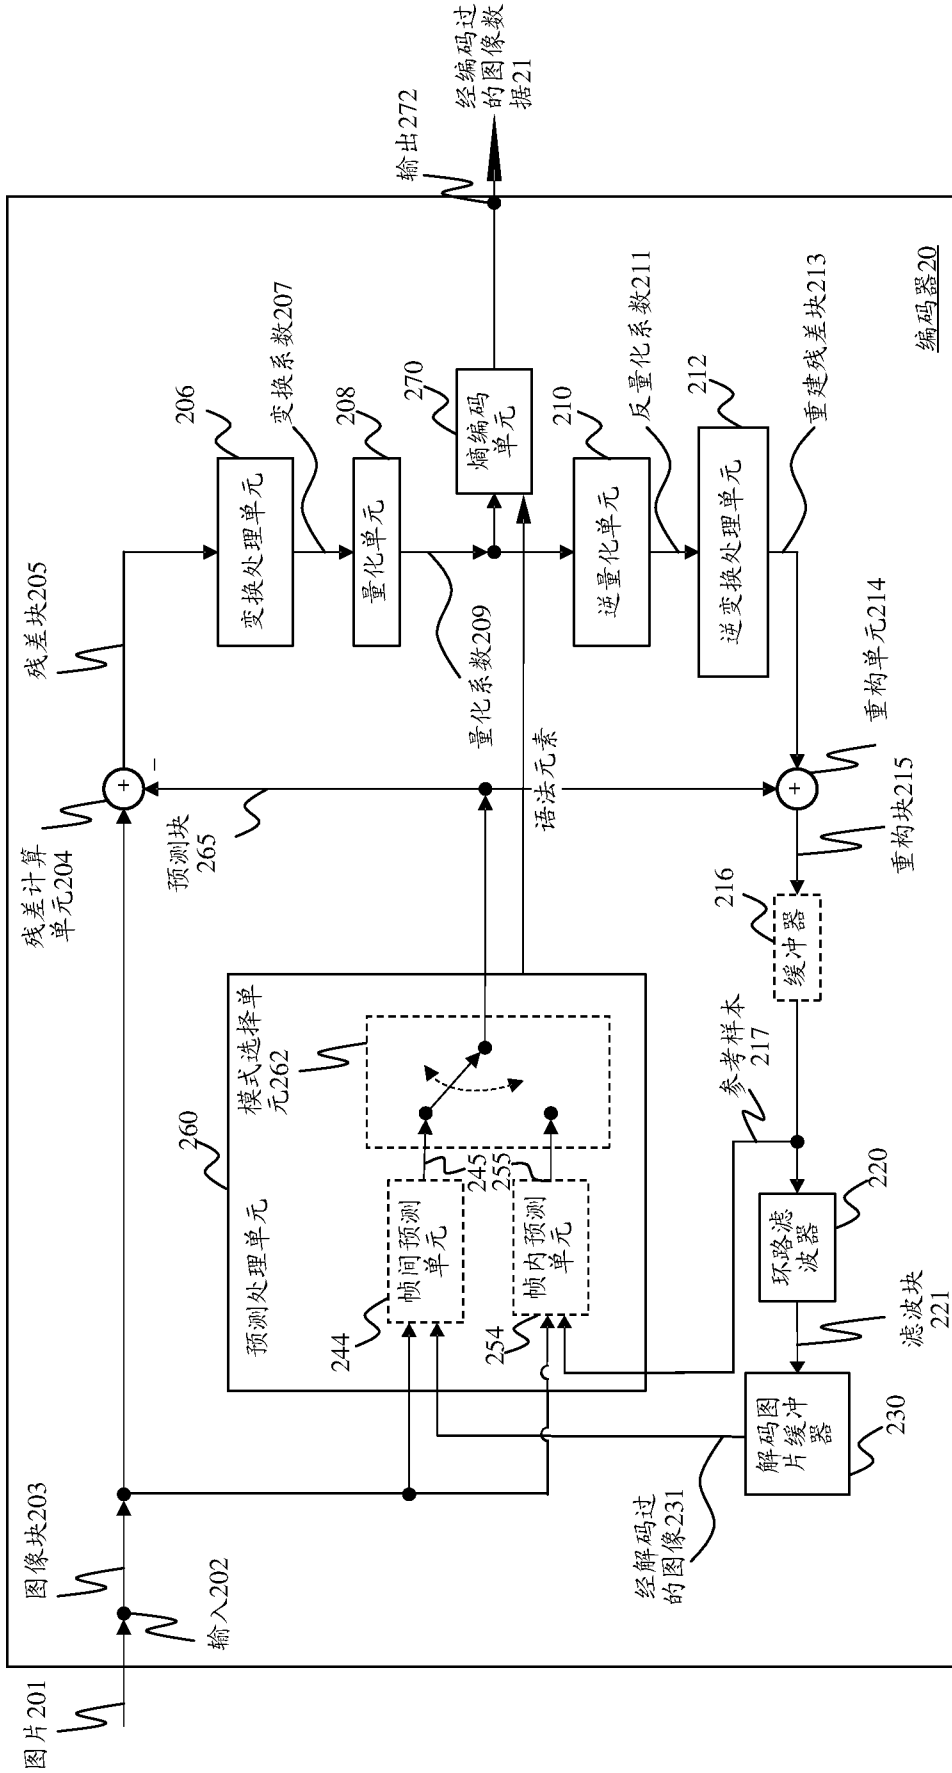 图片201
输入202
图像块203
残差计算
单元204
残差块205
-
+
206
变换处理单元
变换系数207
208
量化单元
量化系数209
270
熵编码
单元
输出272
经编码过
的图像数
据21
预测块
265
语法元素
260
预测处理单元
模式选择单
元262
244
帧间预测
单元
245
254
帧内预测
单元
255
210
逆量化单元
反量化系数211
212
逆变换处理单元
重建残差块213
+
重构单元214
重构块215
216
缓冲器
参考样本
217
220
环路滤
波器
滤波块
221
230
解码图
片缓冲
器
经解码过
的图像231
编码器20